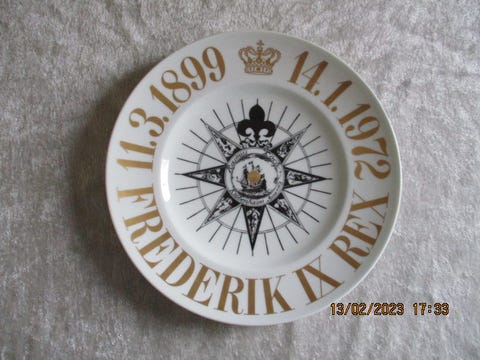 11.3.1899 14.1.1972
FREDERIK IX REX
13/02/2023 17:33